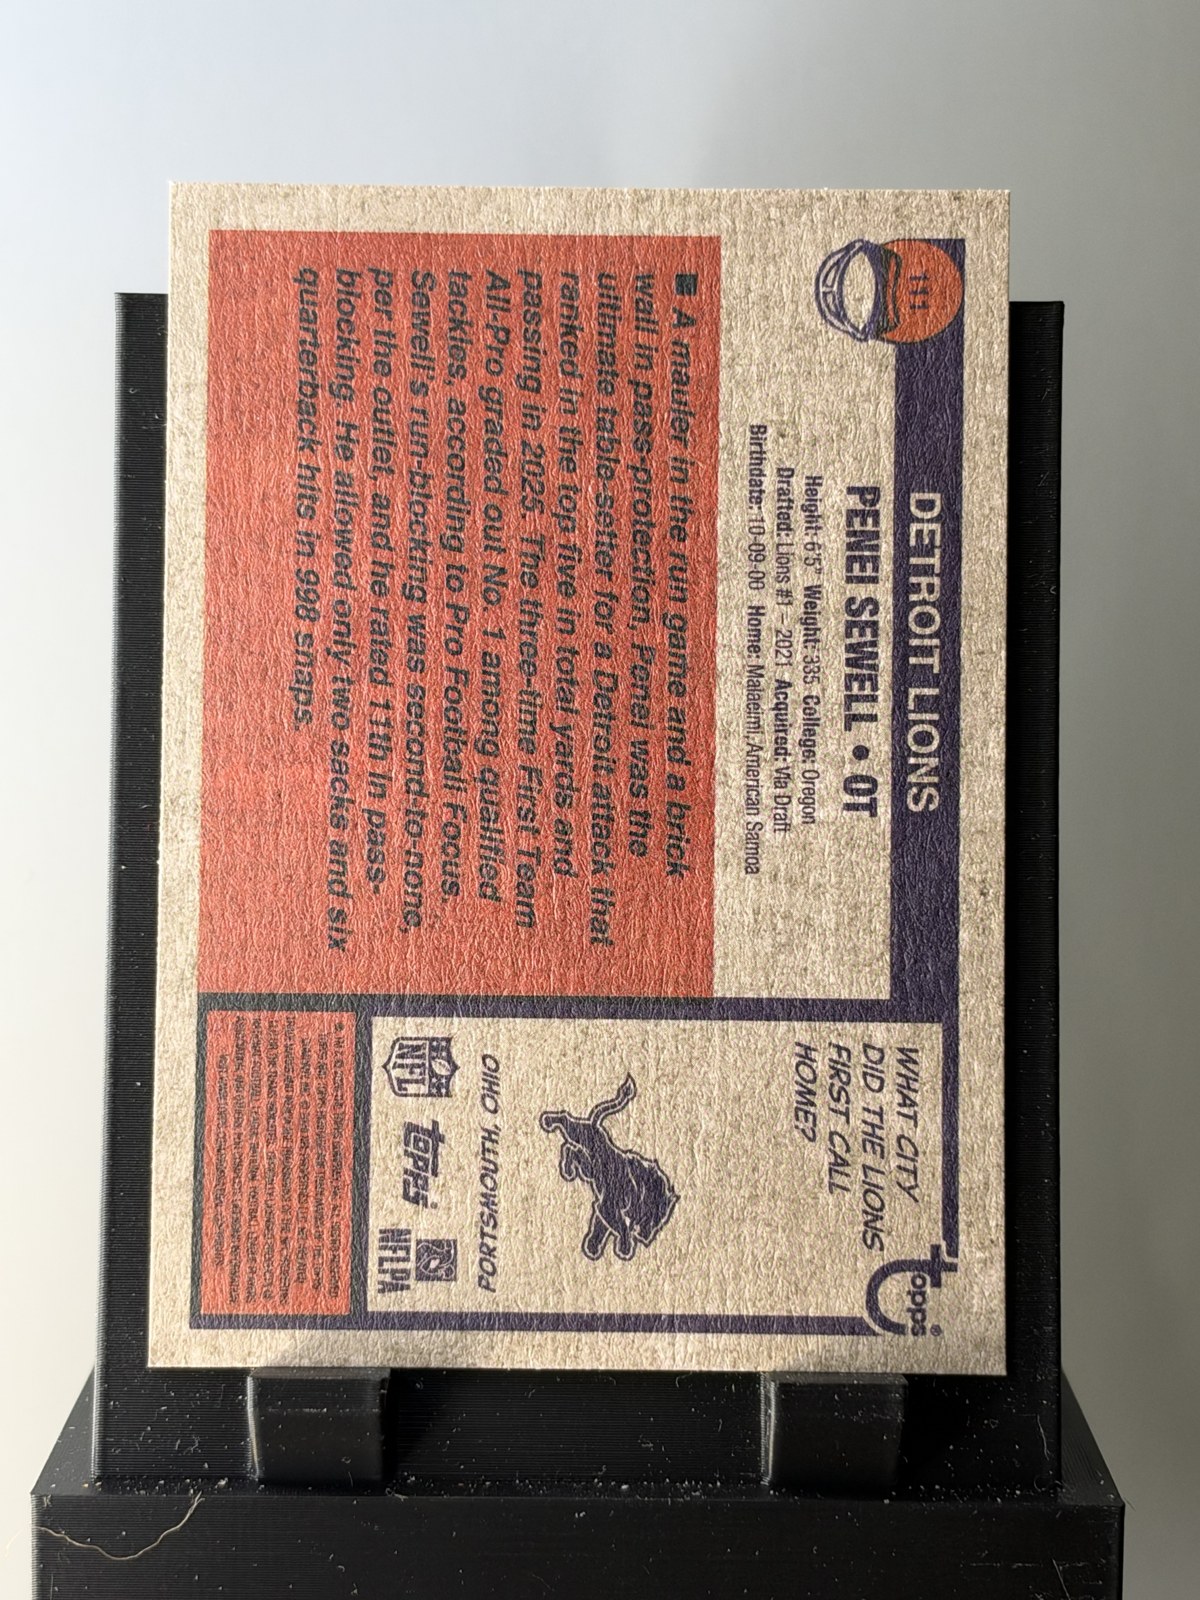 111
DETROIT LIONS
PENEI SEWELL • OT
Height: 6'5" Weight: 335 College: Oregon
Drafted: Lions #1 – 2021 Acquired: Via Draft
Birthdate: 10-09-00 Home: Malaeimi, American Samoa
■ A mauler in the run game and a brick
wall in pass-protection, Penei was the
ultimate table-setter for a Detroit attack that
ranked in the top five in total yards and
passing in 2025. The three-time First Team
All-Pro graded out No. 1 among qualified
tackles, according to Pro Football Focus.
Sewell's run-blocking was second-to-none,
per the outlet, and he rated 11th in pass-
blocking. He allowed only two sacks and six
quarterback hits in 998 snaps.
topps®
WHAT CITY
DID THE LIONS
FIRST CALL
HOME?
PORTSMOUTH, OHIO
NFL
topps
NFLPA